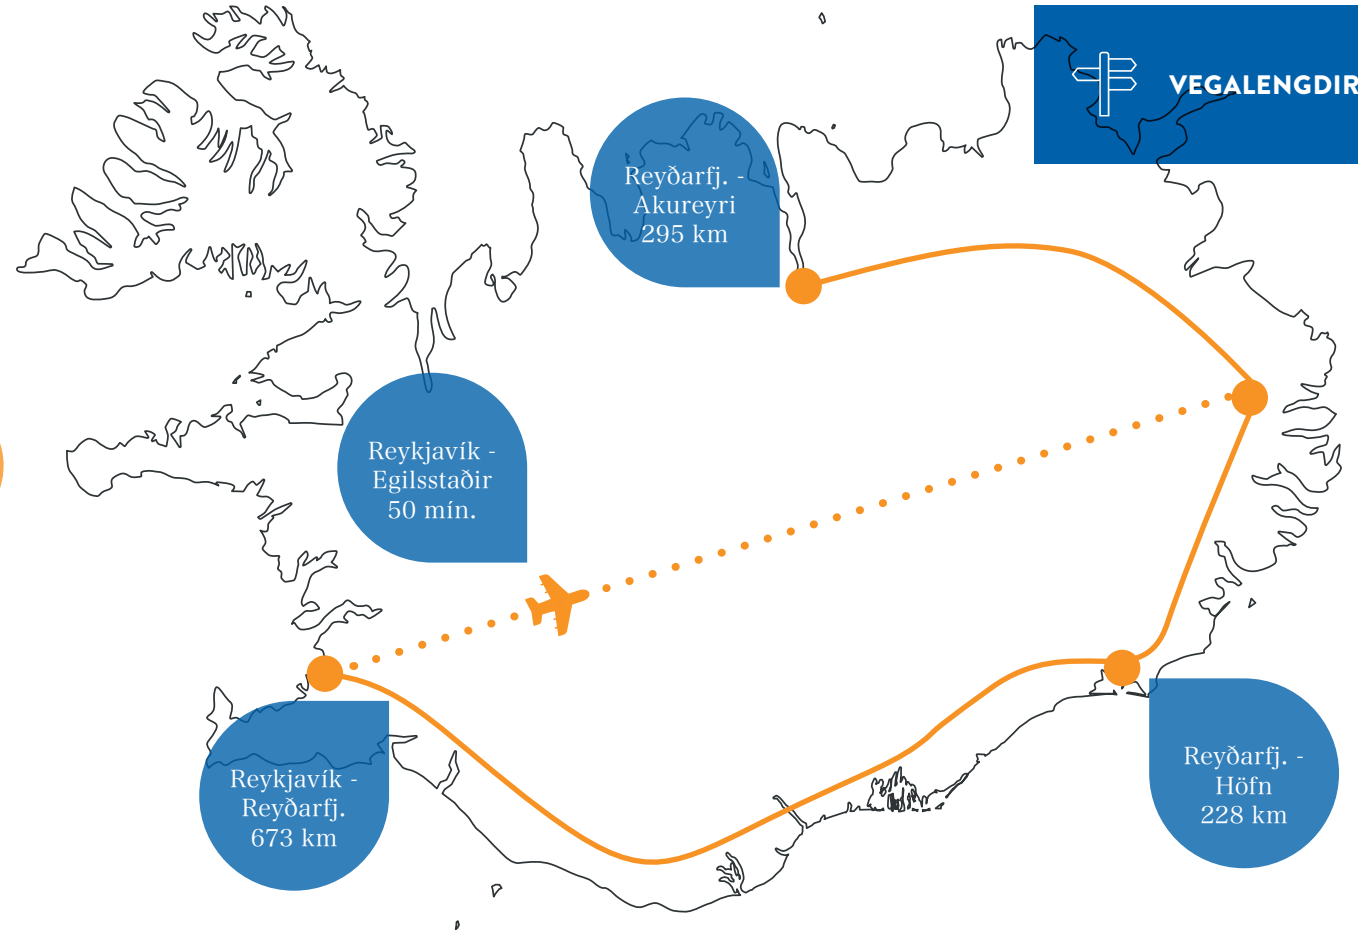 VEGALENGDIR
Reyðarfj. -
Akureyri
295 km
Reykjavík -
Egilsstaðir
50 mín.
Reykjavík -
Reyðarfj.
673 km
Reyðarfj. -
Höfn
228 km